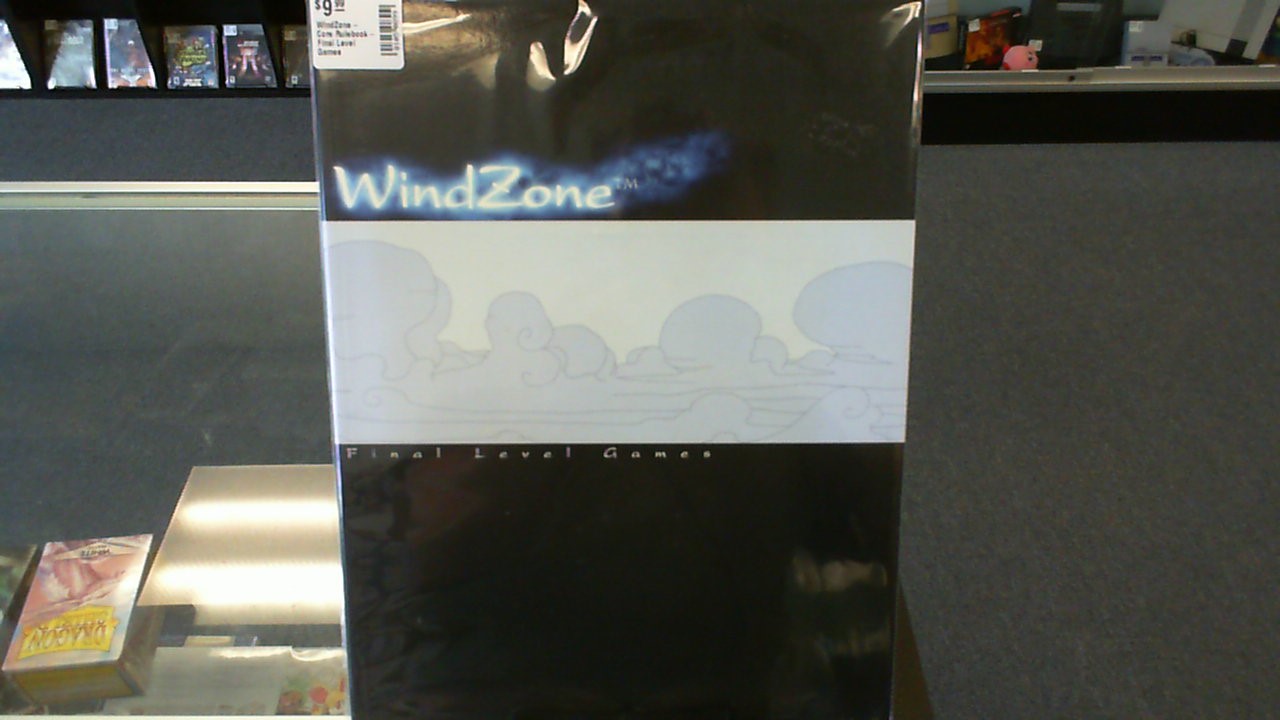 $9.99
WindZone -
Core Rulebook -
Final Level
Games
WindZone™
Final Level Games
DRAGON